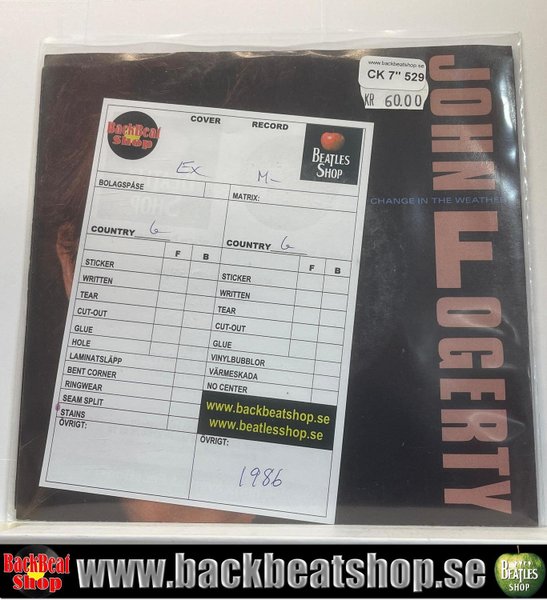 www.backbeatshop.se
CK 7" 529
KR 60.00
JOHN FOGERTY
CHANGE IN THE WEATHER
BackBeat
Shop
COVER RECORD
BEATLES
SHOP
Ex M-
BOLAGSPÅSE MATRIX:
COUNTRY G COUNTRY G
F B F B
STICKER STICKER
WRITTEN WRITTEN
TEAR TEAR
CUT-OUT CUT-OUT
GLUE GLUE
HOLE VINYLBUBBLOR
LAMINATSLÄPP VÄRMESKADA
BENT CORNER NO CENTER
RINGWEAR
SEAM SPLIT
STAINS
www.backbeatshop.se
www.beatlesshop.se
ÖVRIGT: ÖVRIGT:
1986
BackBeat
Shop
www.backbeatshop.se
BEATLES
SHOP